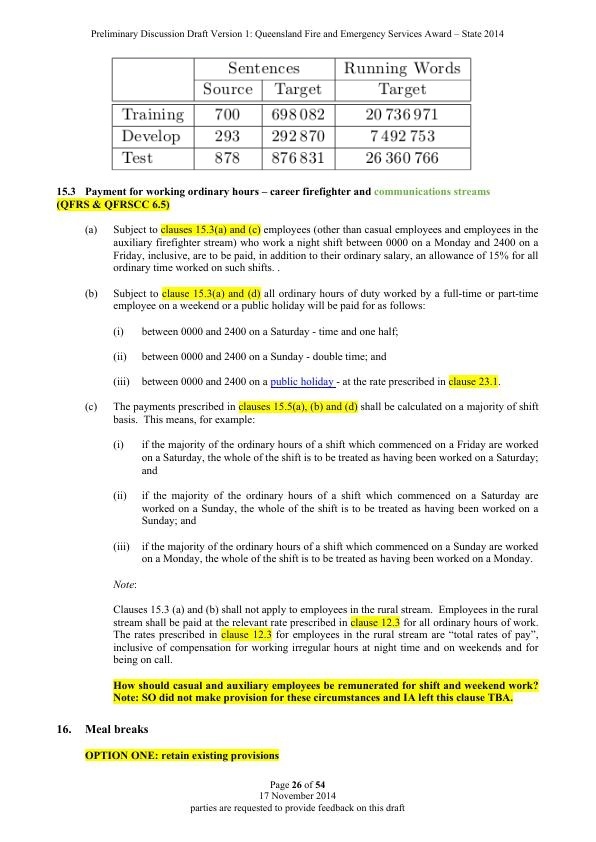 Preliminary Discussion Draft Version 1: Queensland Fire and Emergency Services Award – State 2014
Sentences Running Words
Source Target Target
Training 700 698 082 20 736 971
Develop 293 292 870 7 492 753
Test 878 876 831 26 360 766
15.3 Payment for working ordinary hours – career firefighter and communications streams
(QFRS & QFRSCC 6.5)
(a) Subject to clauses 15.3(a) and (c) employees (other than casual employees and employees in the
auxiliary firefighter stream) who work a night shift between 0000 on a Monday and 2400 on a
Friday, inclusive, are to be paid, in addition to their ordinary salary, an allowance of 15% for all
ordinary time worked on such shifts. .
(b) Subject to clause 15.3(a) and (d) all ordinary hours of duty worked by a full-time or part-time
employee on a weekend or a public holiday will be paid for as follows:
(i) between 0000 and 2400 on a Saturday - time and one half;
(ii) between 0000 and 2400 on a Sunday - double time; and
(iii) between 0000 and 2400 on a public holiday - at the rate prescribed in clause 23.1.
(c) The payments prescribed in clauses 15.5(a), (b) and (d) shall be calculated on a majority of shift
basis. This means, for example:
(i) if the majority of the ordinary hours of a shift which commenced on a Friday are worked
on a Saturday, the whole of the shift is to be treated as having been worked on a Saturday;
and
(ii) if the majority of the ordinary hours of a shift which commenced on a Saturday are
worked on a Sunday, the whole of the shift is to be treated as having been worked on a
Sunday; and
(iii) if the majority of the ordinary hours of a shift which commenced on a Sunday are worked
on a Monday, the whole of the shift is to be treated as having been worked on a Monday.
Note:
Clauses 15.3 (a) and (b) shall not apply to employees in the rural stream. Employees in the rural
stream shall be paid at the relevant rate prescribed in clause 12.3 for all ordinary hours of work.
The rates prescribed in clause 12.3 for employees in the rural stream are “total rates of pay”,
inclusive of compensation for working irregular hours at night time and on weekends and for
being on call.
How should casual and auxiliary employees be remunerated for shift and weekend work?
Note: SO did not make provision for these circumstances and IA left this clause TBA.
16. Meal breaks
OPTION ONE: retain existing provisions
Page 26 of 54
17 November 2014
parties are requested to provide feedback on this draft